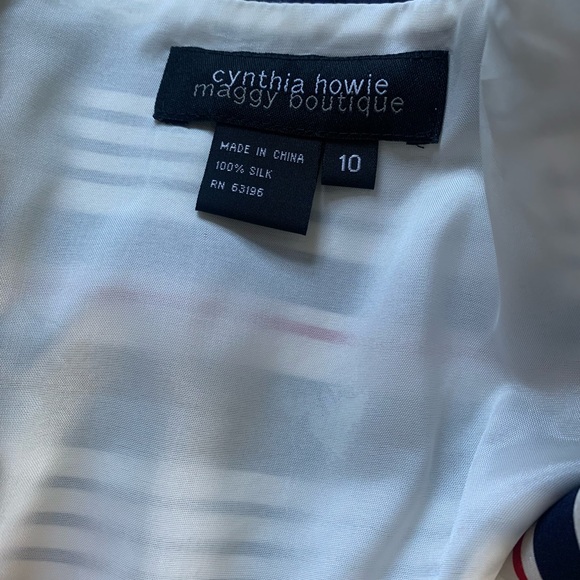 cynthia howie
maggy boutique
MADE IN CHINA
100% SILK
RN 63196
10